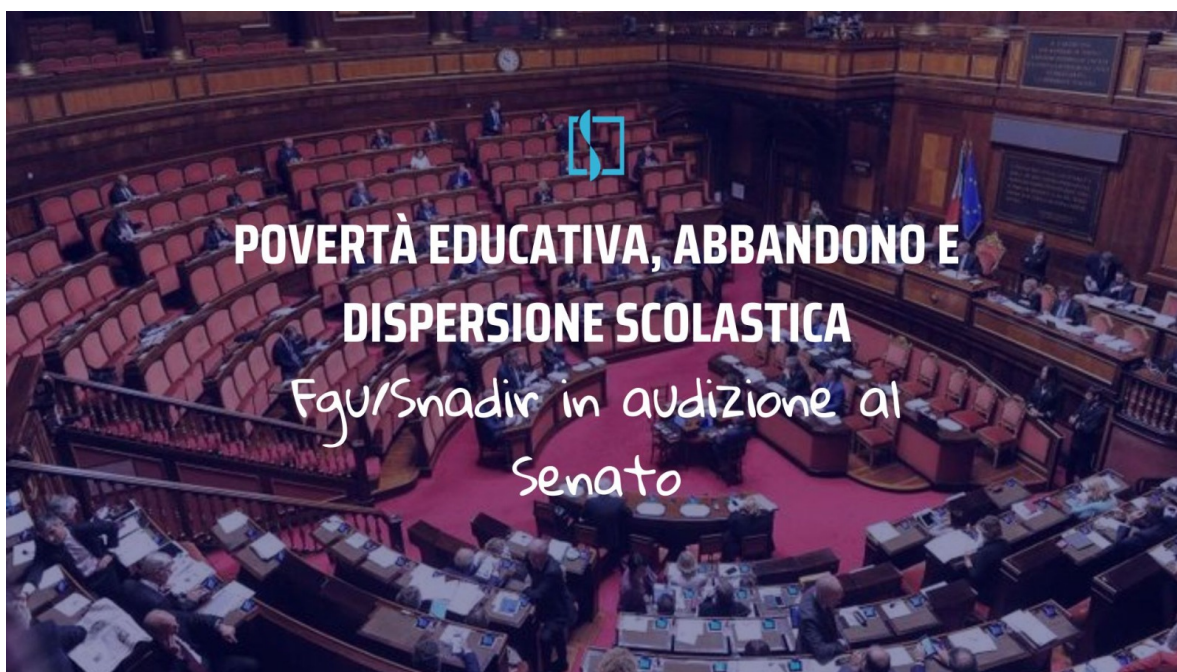 POVERTÀ EDUCATIVA, ABBANDONO E
DISPERSIONE SCOLASTICA
Fgu/Snadir in audizione al
Senato